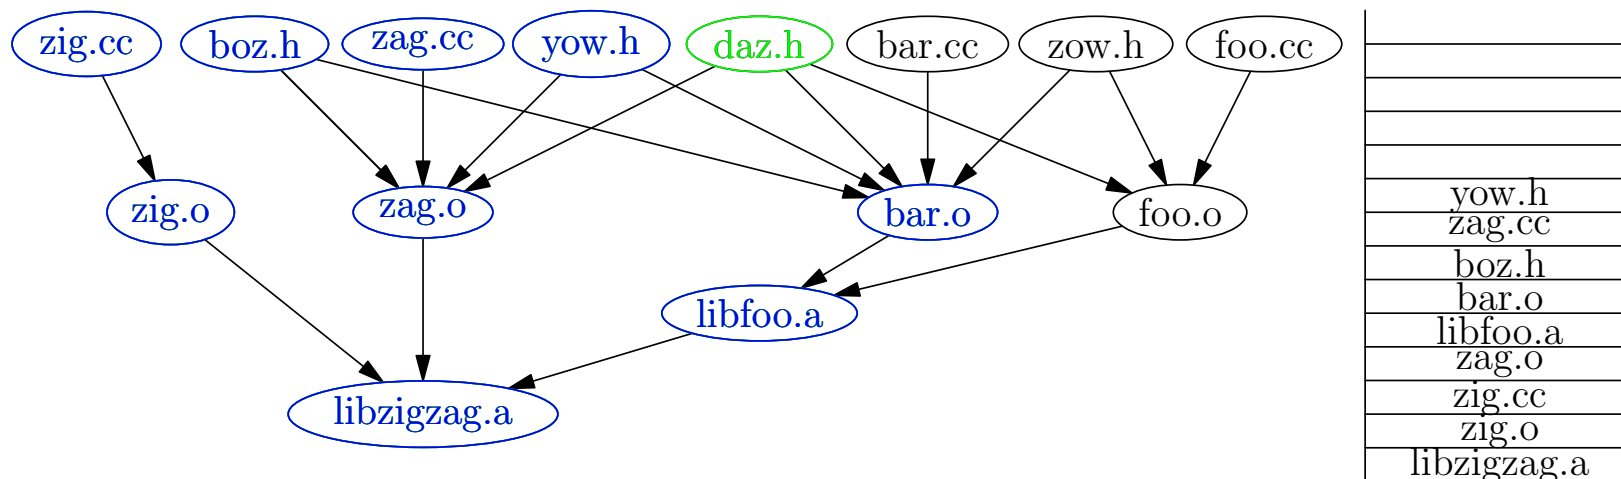 zig.cc boz.h zag.cc yow.h daz.h bar.cc zow.h foo.cc
zig.o zag.o bar.o foo.o
libfoo.a
libzigzag.a
yow.h
zag.cc
boz.h
bar.o
libfoo.a
zag.o
zig.cc
zig.o
libzigzag.a